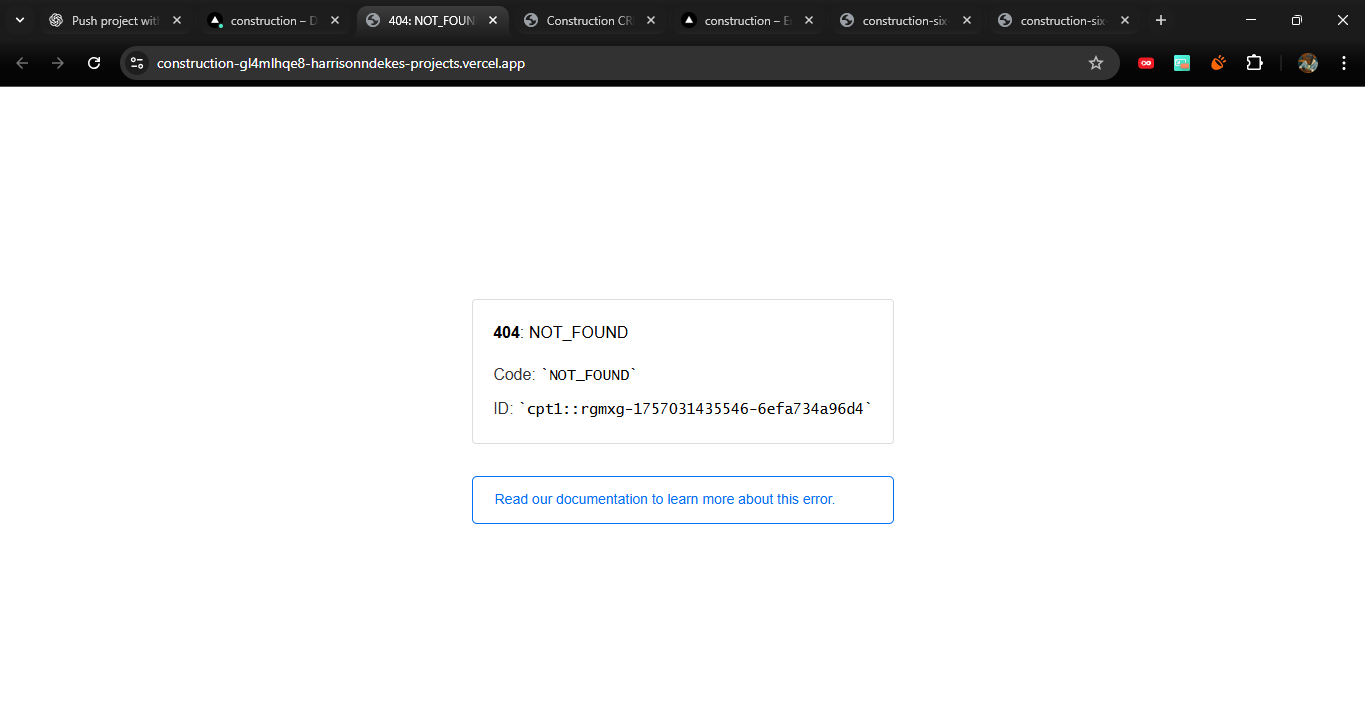 Push project wit
construction – D
404: NOT_FOUN
Construction CR
construction – E
construction-six
construction-six
construction-gl4mlhqe8-harrisonndekes-projects.vercel.app
404: NOT_FOUND
Code: `NOT_FOUND`
ID: `cpt1::rgmxg-1757031435546-6efa734a96d4`
Read our documentation to learn more about this error.